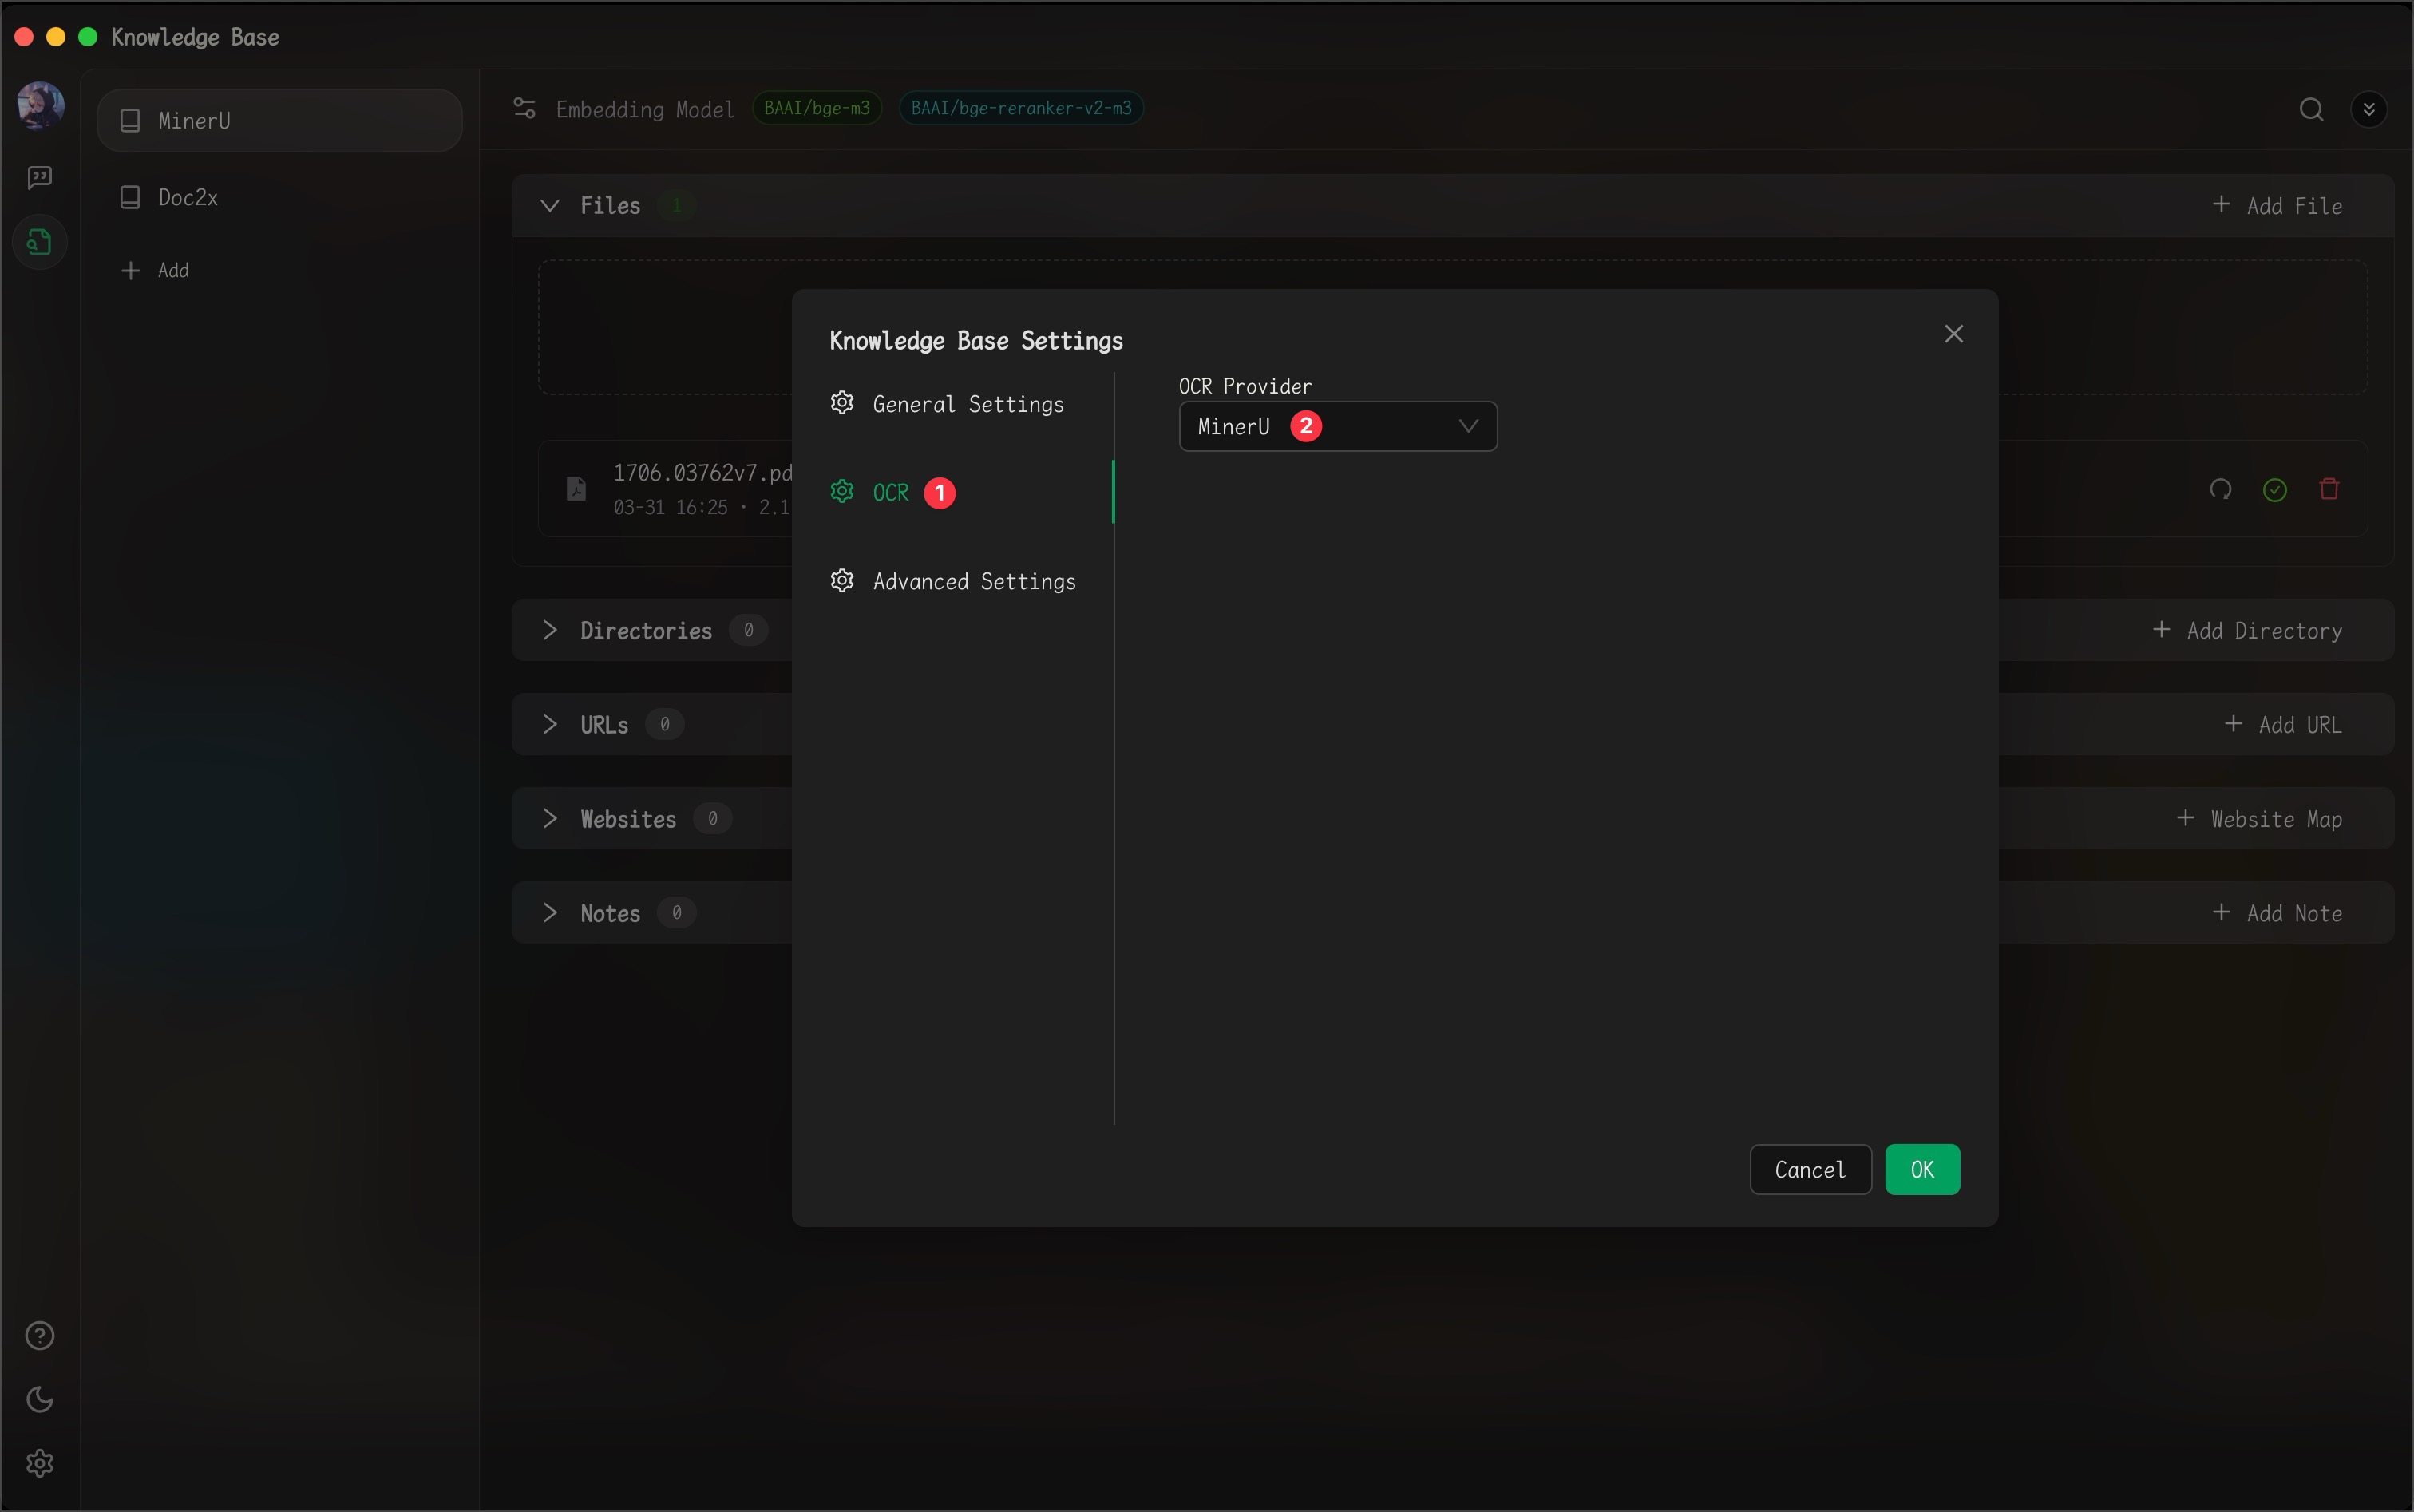 Knowledge Base
MinerU
Doc2x
Add
Embedding Model BAAI/bge-m3 BAAI/bge-reranker-v2-m3
Files 1
Add File
Knowledge Base Settings
General Settings
OCR 1
Advanced Settings
OCR Provider
MinerU 2
Cancel OK
1706.03762v7.pd
03-31 16:25 • 2.1
Directories 0
Add Directory
URLs 0
Add URL
Websites 0
Website Map
Notes 0
Add Note